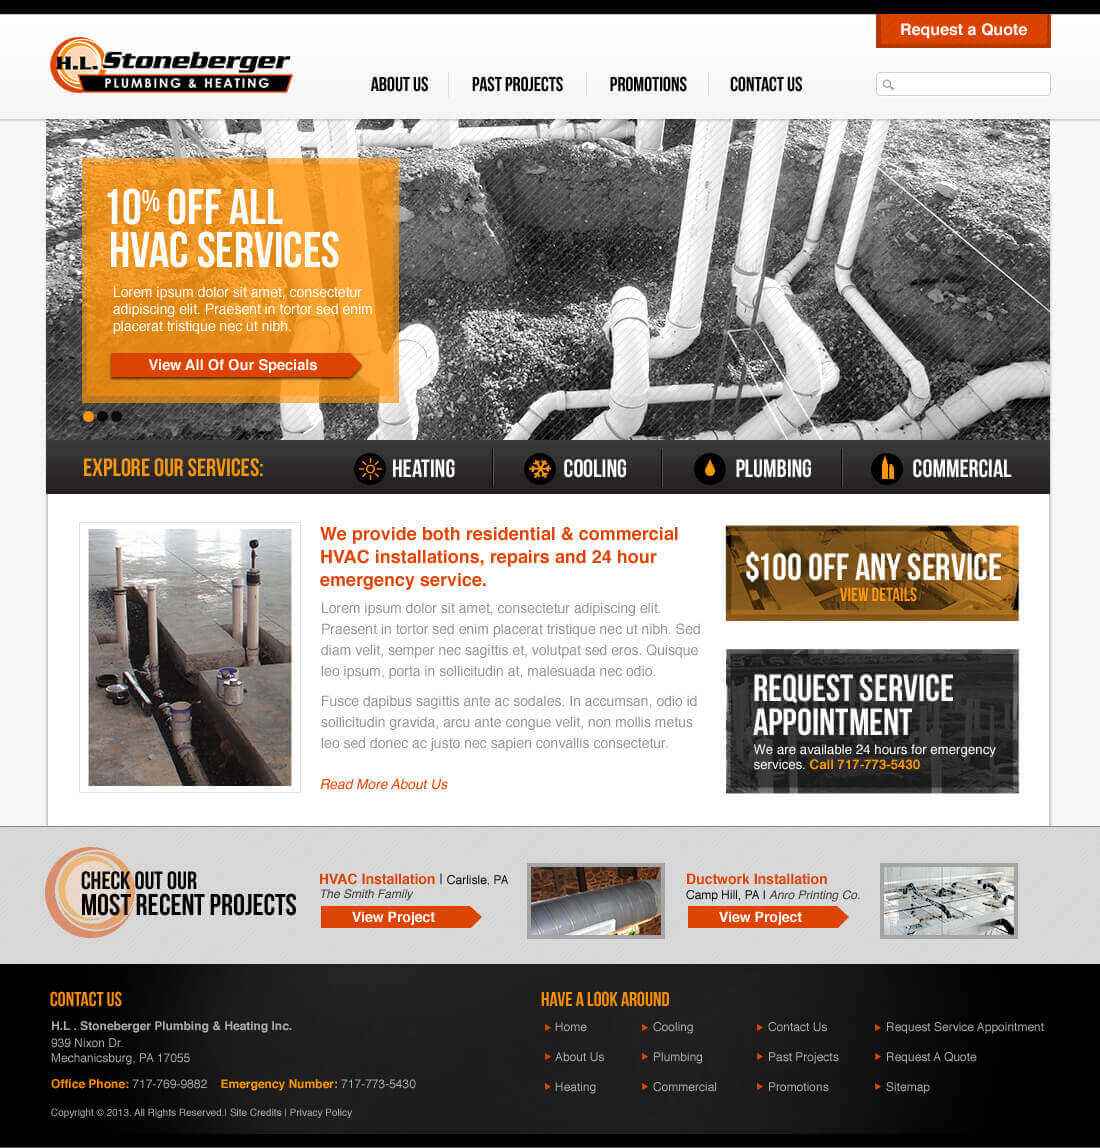 Request a Quote
H.L. Stoneberger
PLUMBING & HEATING
ABOUT US
PAST PROJECTS
PROMOTIONS
CONTACT US
10% OFF ALL
HVAC SERVICES
Lorem ipsum dolor sit amet, consectetur
adipiscing elit. Praesent in tortor sed enim
placerat tristique nec ut nibh.
View All Of Our Specials
EXPLORE OUR SERVICES:
HEATING
COOLING
PLUMBING
COMMERCIAL
We provide both residential & commercial
HVAC installations, repairs and 24 hour
emergency service.
Lorem ipsum dolor sit amet, consectetur adipiscing elit.
Praesent in tortor sed enim placerat tristique nec ut nibh. Sed
diam velit, semper nec sagittis et, volutpat sed eros. Quisque
leo ipsum, porta in sollicitudin at, malesuada nec odio.
Fusce dapibus sagittis ante ac sodales. In accumsan, odio id
sollicitudin gravida, arcu ante congue velit, non mollis metus
leo sed donec ac justo nec sapien convallis consectetur.
Read More About Us
$100 OFF ANY SERVICE
VIEW DETAILS
REQUEST SERVICE
APPOINTMENT
We are available 24 hours for emergency
services. Call 717-773-5430
CHECK OUT OUR
MOST RECENT PROJECTS
HVAC Installation | Carlisle, PA
The Smith Family
View Project
Ductwork Installation
Camp Hill, PA | Anro Printing Co.
View Project
CONTACT US
H.L . Stoneberger Plumbing & Heating Inc.
939 Nixon Dr.
Mechanicsburg, PA 17055
Office Phone: 717-769-9882 Emergency Number: 717-773-5430
Copyright © 2013. All Rights Reserved.| Site Credits | Privacy Policy
HAVE A LOOK AROUND
Home
Cooling
Contact Us
Request Service Appointment
About Us
Plumbing
Past Projects
Request A Quote
Heating
Commercial
Promotions
Sitemap